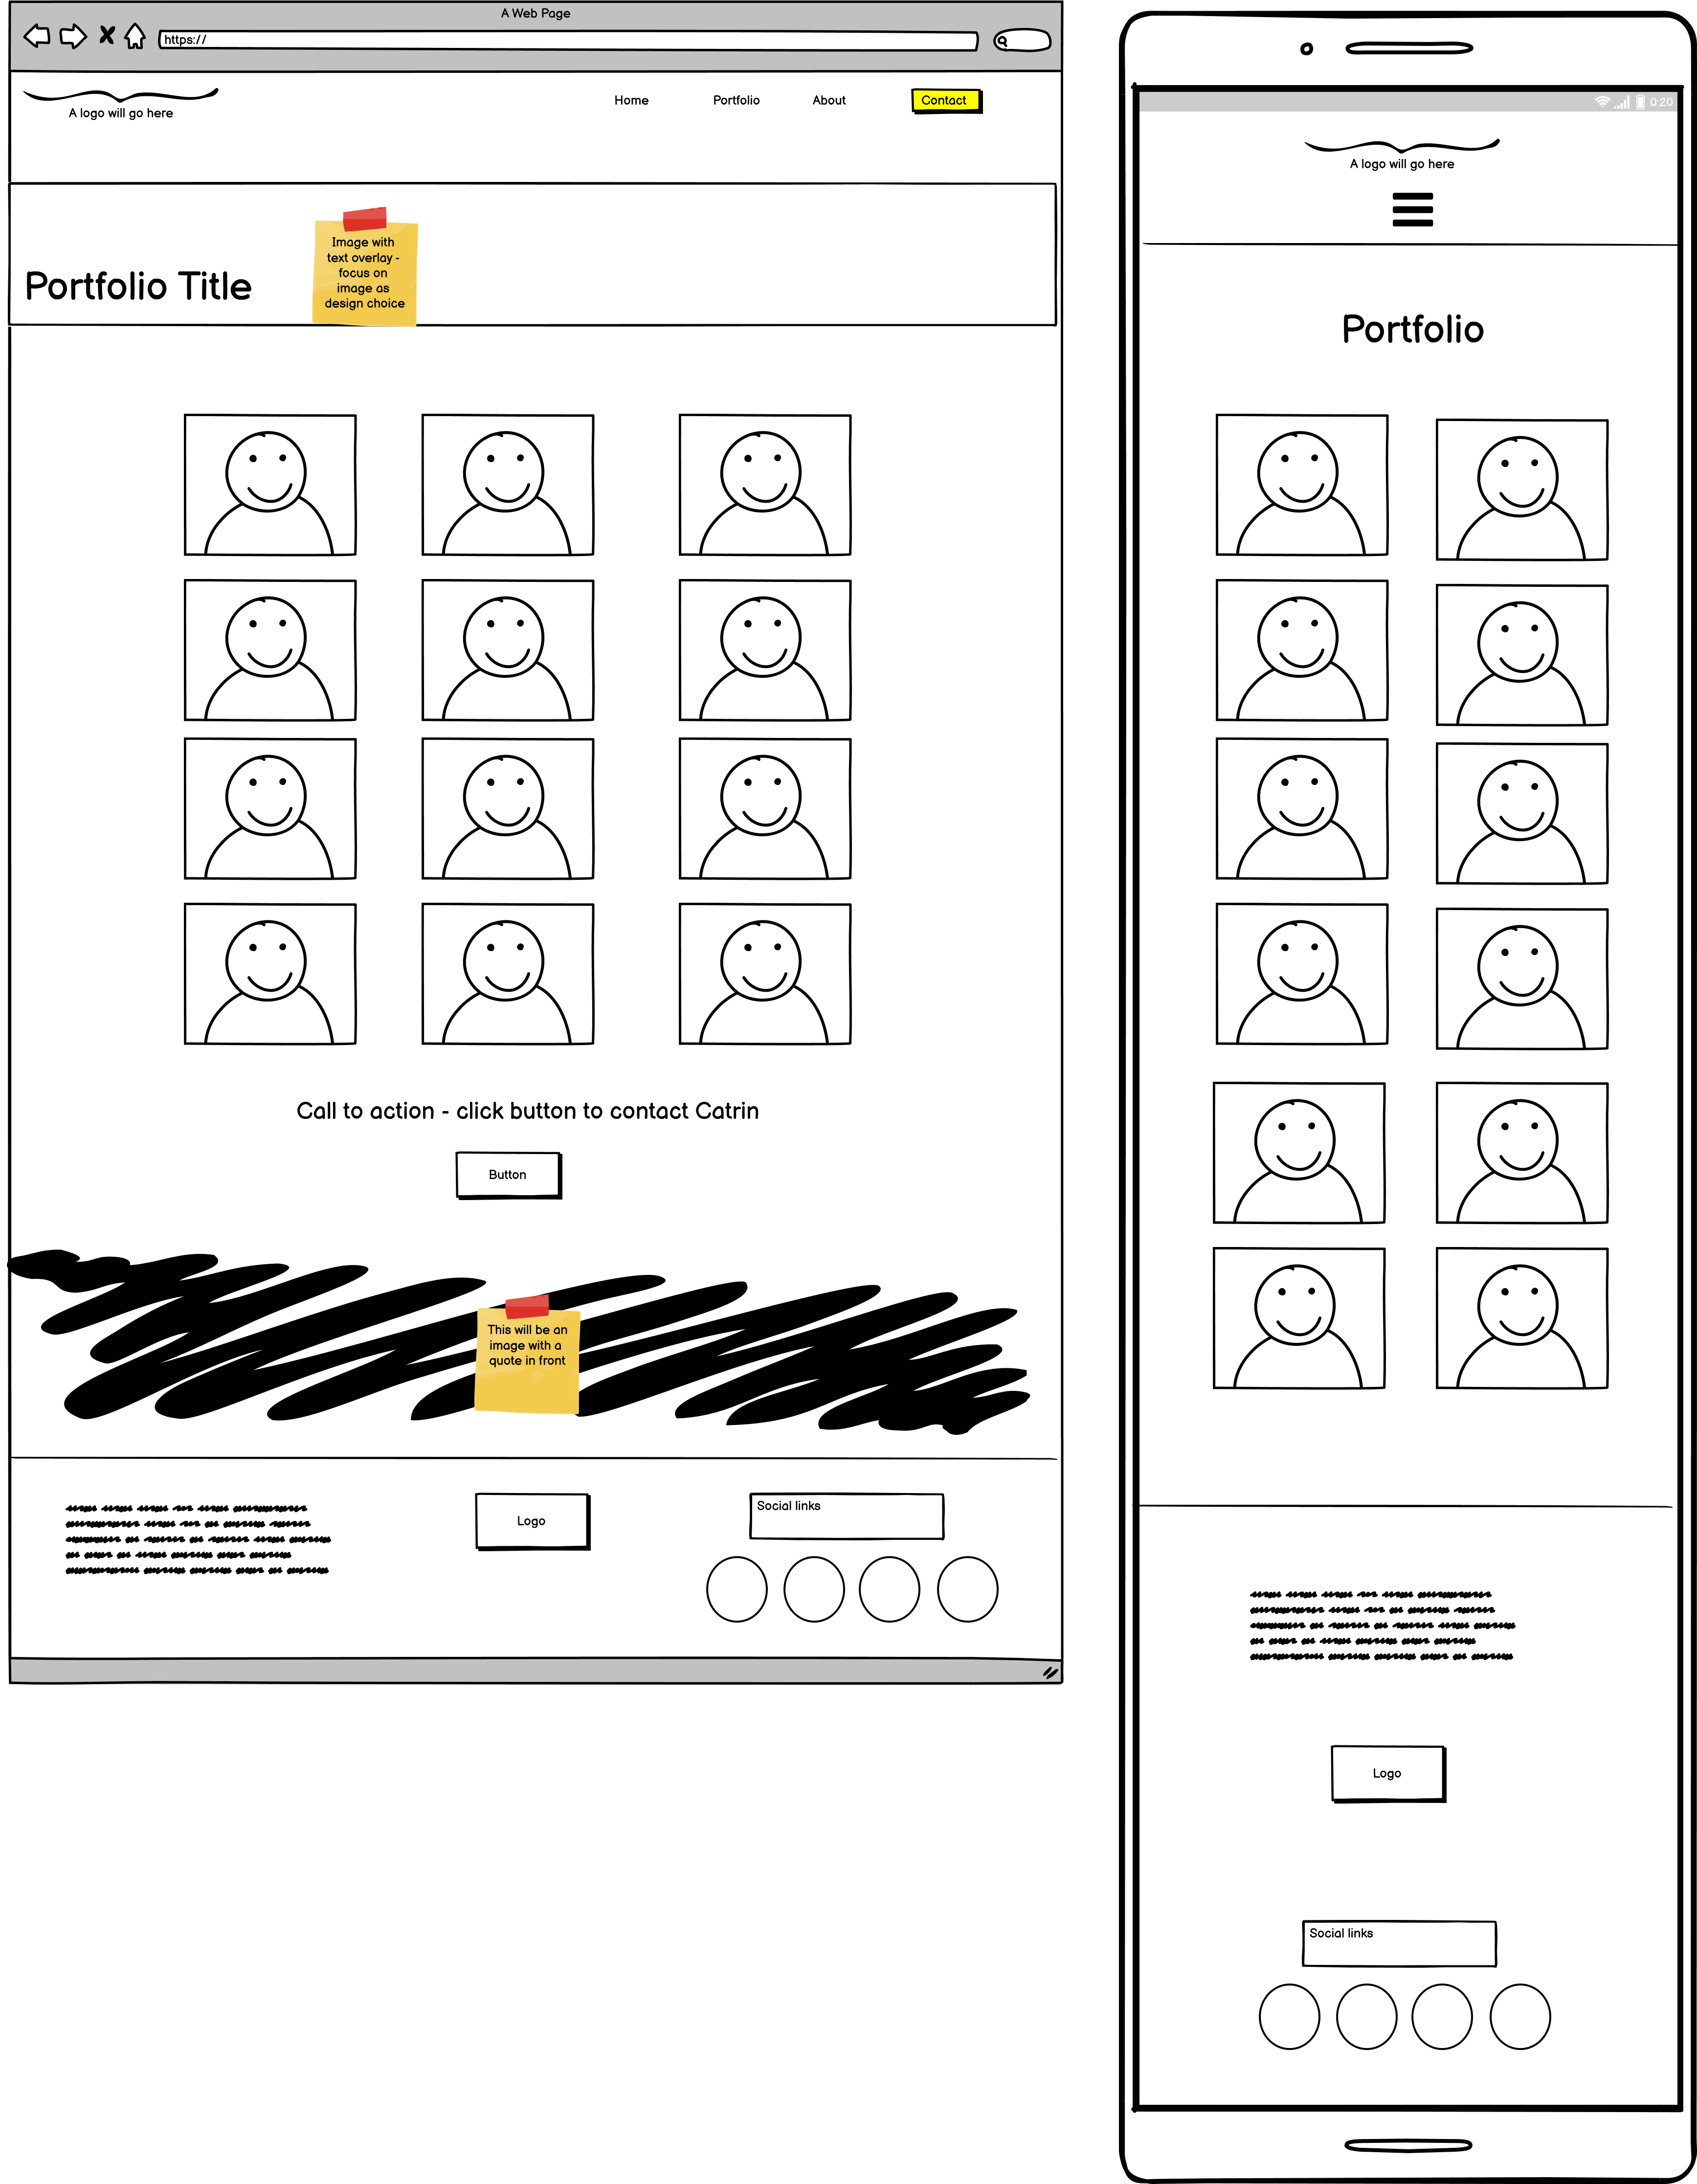 A Web Page
https://
A logo will go here
Home
Portfolio
About
Contact
Portfolio Title
Image with
text overlay -
focus on
image as
design choice
Call to action - click button to contact Catrin
Button
This will be an
image with a
quote in front
Logo
Social links
0:20
A logo will go here
Portfolio
Logo
Social links